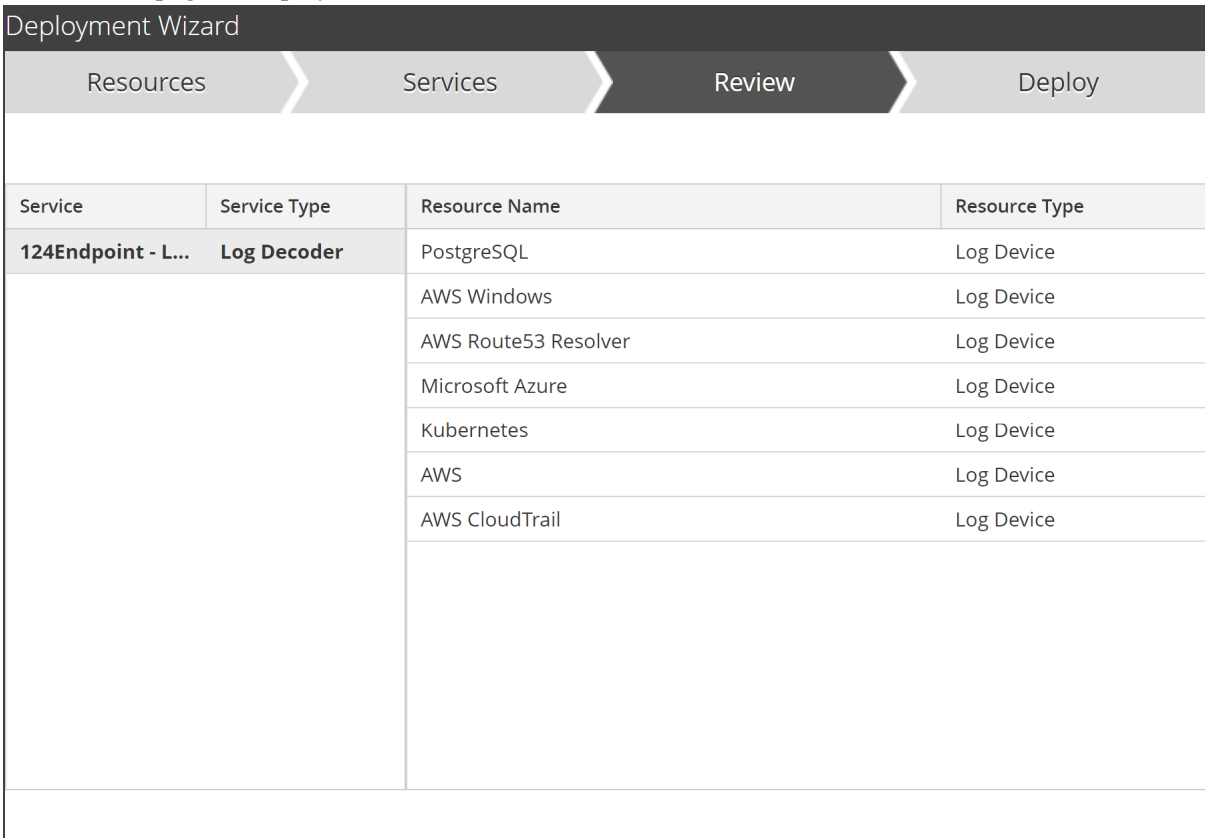 Deployment Wizard
Resources Services Review Deploy
Service Service Type Resource Name Resource Type
124Endpoint - L... Log Decoder PostgreSQL Log Device
AWS Windows Log Device
AWS Route53 Resolver Log Device
Microsoft Azure Log Device
Kubernetes Log Device
AWS Log Device
AWS CloudTrail Log Device